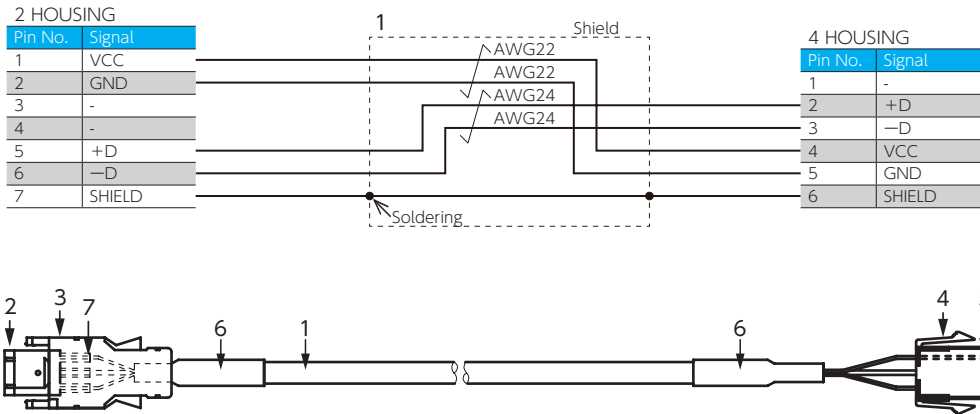 2 HOUSING
Pin No. Signal
1 VCC
2 GND
3 -
4 -
5 +D
6 —D
7 SHIELD
1
Shield
AWG22
AWG22
AWG24
AWG24
Soldering
4 HOUSING
Pin No. Signal
1 -
2 +D
3 —D
4 VCC
5 GND
6 SHIELD
2 3 7 6 1 6 4